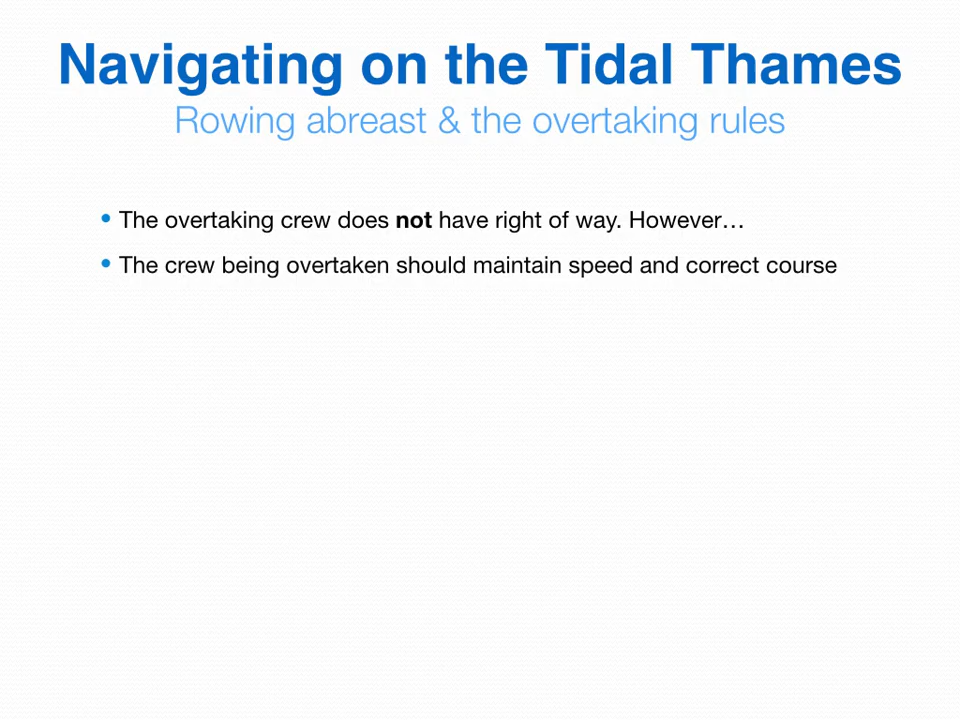 Navigating on the Tidal Thames
Rowing abreast & the overtaking rules
• The overtaking crew does not have right of way. However…
• The crew being overtaken should maintain speed and correct course